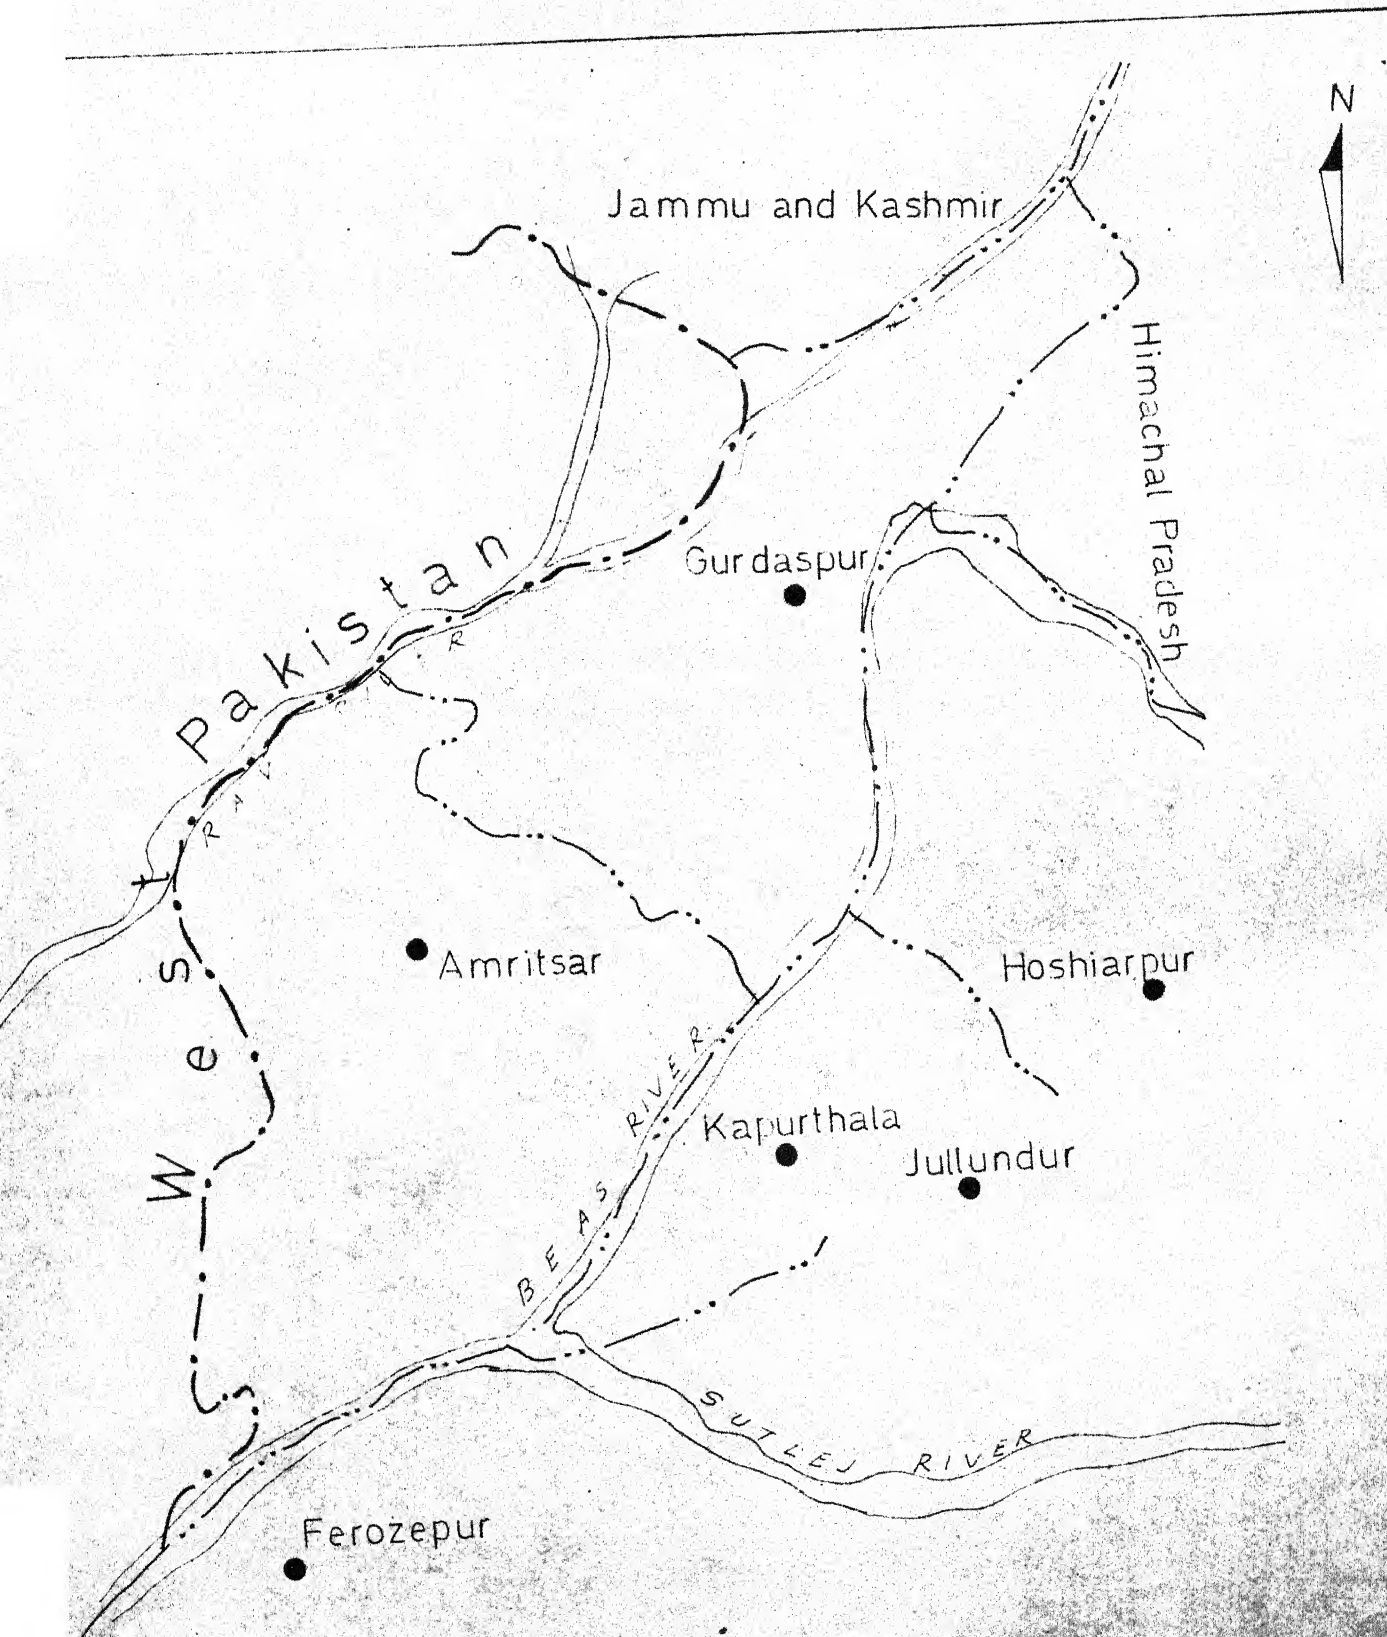 N
Jammu and Kashmir
Himachal Pradesh
West Pakistan
Gurdaspur
RAVI R
Amritsar
Hoshiarpur
BEAS RIVER
Kapurthala
Jullundur
SUTLEJ RIVER
Ferozepur